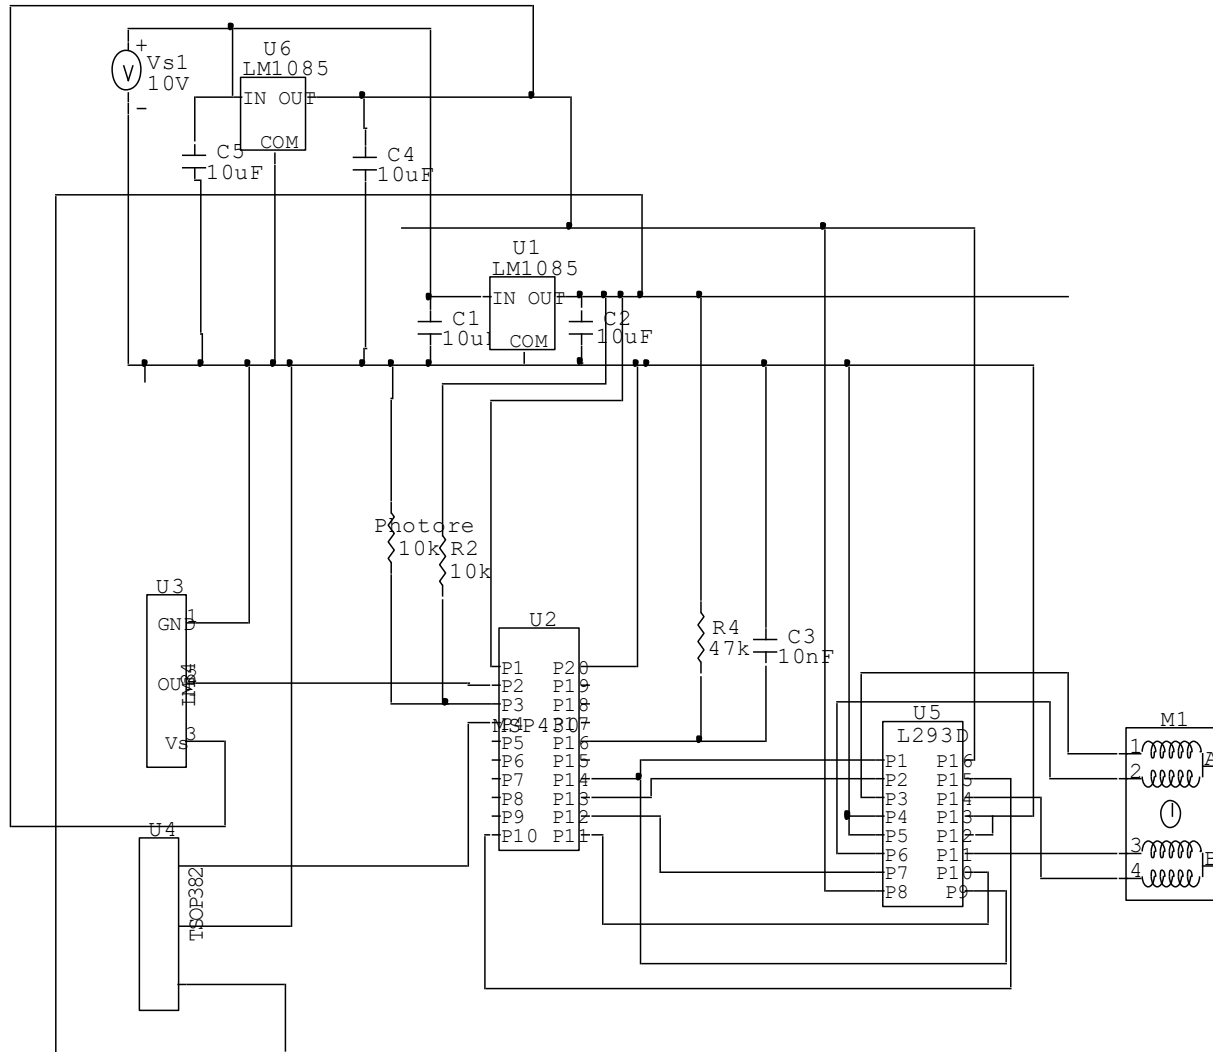 +
Vs1
10V
-
V
U6
LM1085
IN OUT
COM
C5
10uF
C4
10uF
U1
LM1085
IN OUT
COM
C1
C2
10uF
Photore
10k
R2
10k
U3
GND
1
OUT
Vs
3
U4
TSOP382
U2
MSP430
P1
P2
P3
P4
P5
P6
P7
P8
P9
P10
P20
P19
P18
P17
P16
P15
P14
P13
P12
P11
R4
47k
C3
10nF
U5
L293D
P1
P2
P3
P4
P5
P6
P7
P8
P16
P15
P14
P13
P12
P11
P10
P9
M1
1
2
3
4
A